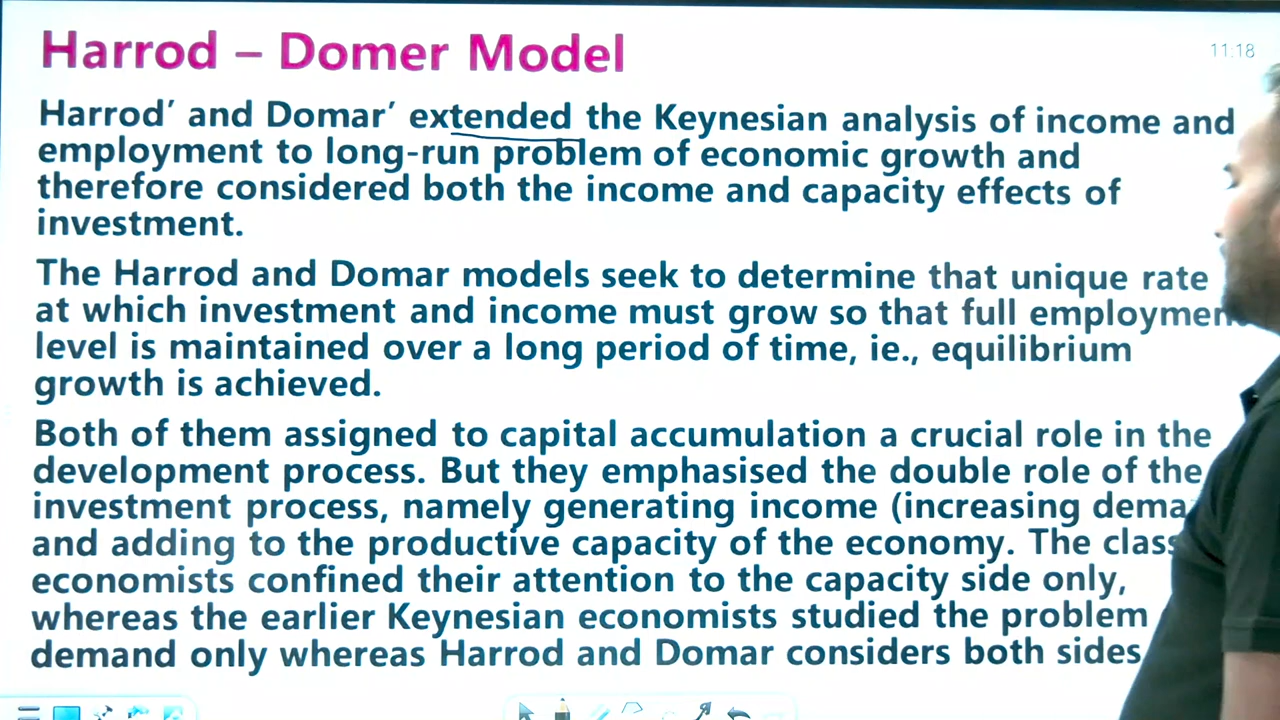 Harrod – Domer Model
11:18
Harrod’ and Domar’ extended the Keynesian analysis of income and
employment to long-run problem of economic growth and
therefore considered both the income and capacity effects of
investment.
The Harrod and Domar models seek to determine that unique rate
at which investment and income must grow so that full
level is maintained over a long period of time, ie., equilibrium
growth is achieved.
Both of them assigned to capital accumulation a crucial role in the
development process. But they emphasised the double role of the
investment process, namely generating income (increasing
and adding to the productive capacity of the economy. The
economists confined their attention to the capacity side only,
whereas the earlier Keynesian economists studied the problem
demand only whereas Harrod and Domar considers both sides